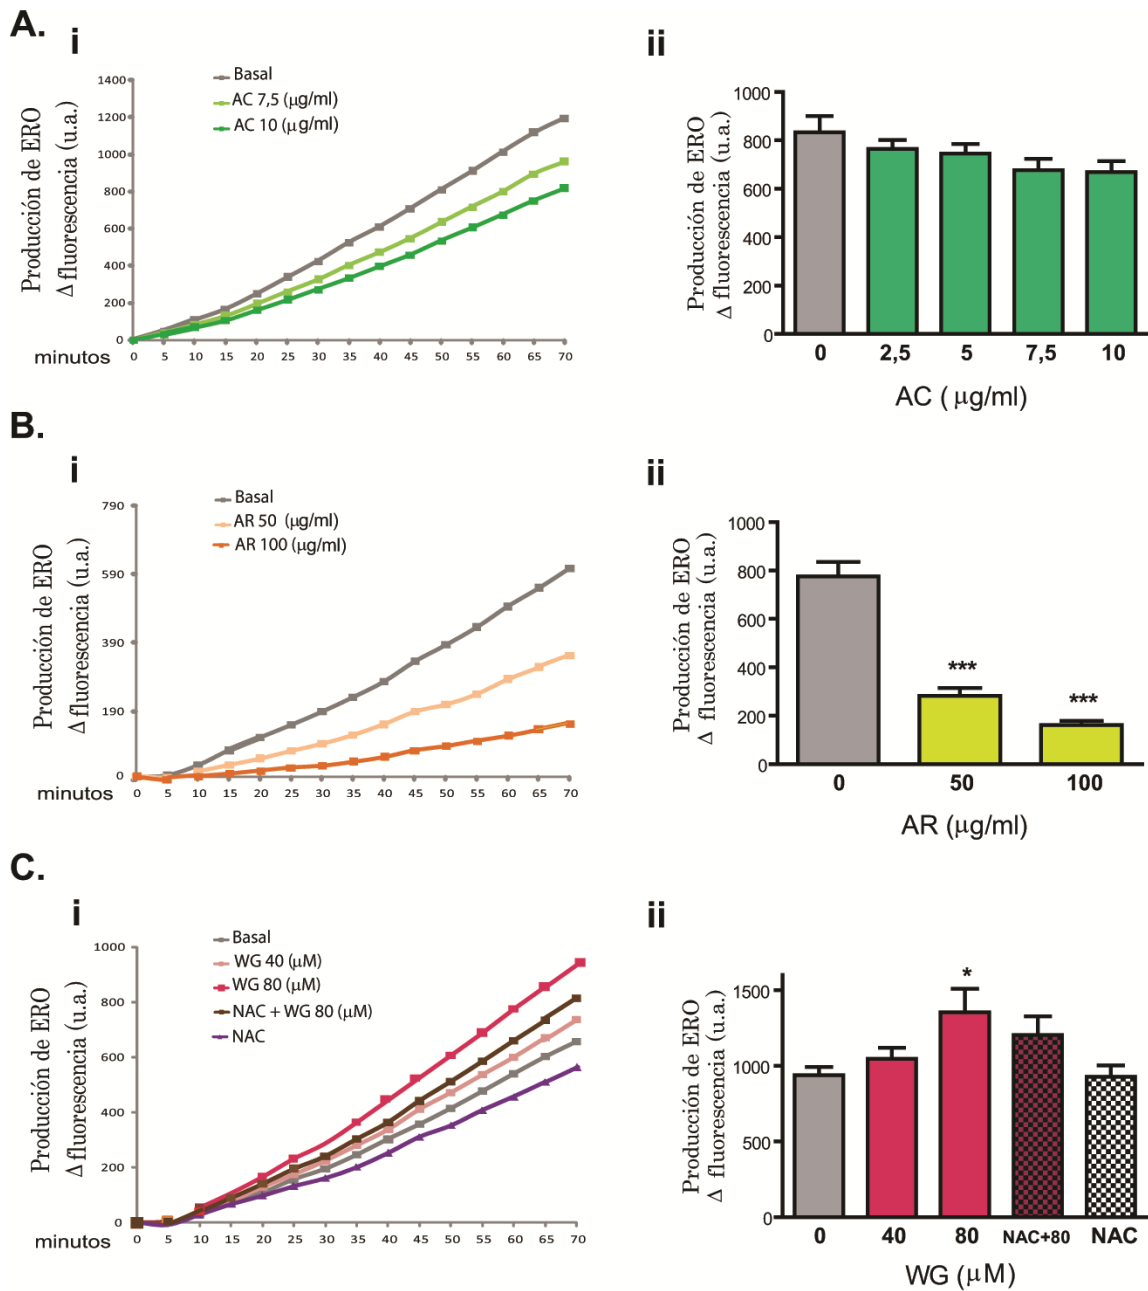 A.
i
Producción de ERO
Δ fluorescencia (u.a.)
Basal
AC 7,5 (μg/ml)
AC 10 (μg/ml)
1400
1200
1000
800
600
400
200
0
minutos
0 5 10 15 20 25 30 35 40 45 50 55 60 65 70
ii
Producción de ERO
Δ fluorescencia (u.a.)
1000
800
600
400
200
0
0 2,5 5 7,5 10
AC ( μg/ml)
B.
i
Producción de ERO
Δ fluorescencia (u.a.)
Basal
AR 50 (μg/ml)
AR 100 (μg/ml)
790
590
390
190
0
minutos
0 5 10 15 20 25 30 35 40 45 50 55 60 65 70
ii
Producción de ERO
Δ fluorescencia (u.a.)
1000
800
600
400
200
0
***
***
0 50 100
AR (μg/ml)
C.
i
Producción de ERO
Δ fluorescencia (u.a.)
Basal
WG 40 (μM)
WG 80 (μM)
NAC + WG 80 (μM)
NAC
1000
800
600
400
200
0
minutos
0 5 10 15 20 25 30 35 40 45 50 55 60 65 70
ii
Producción de ERO
Δ fluorescencia (u.a.)
1500
1000
500
0
*
0 40 80 NAC+80 NAC
WG (μM)